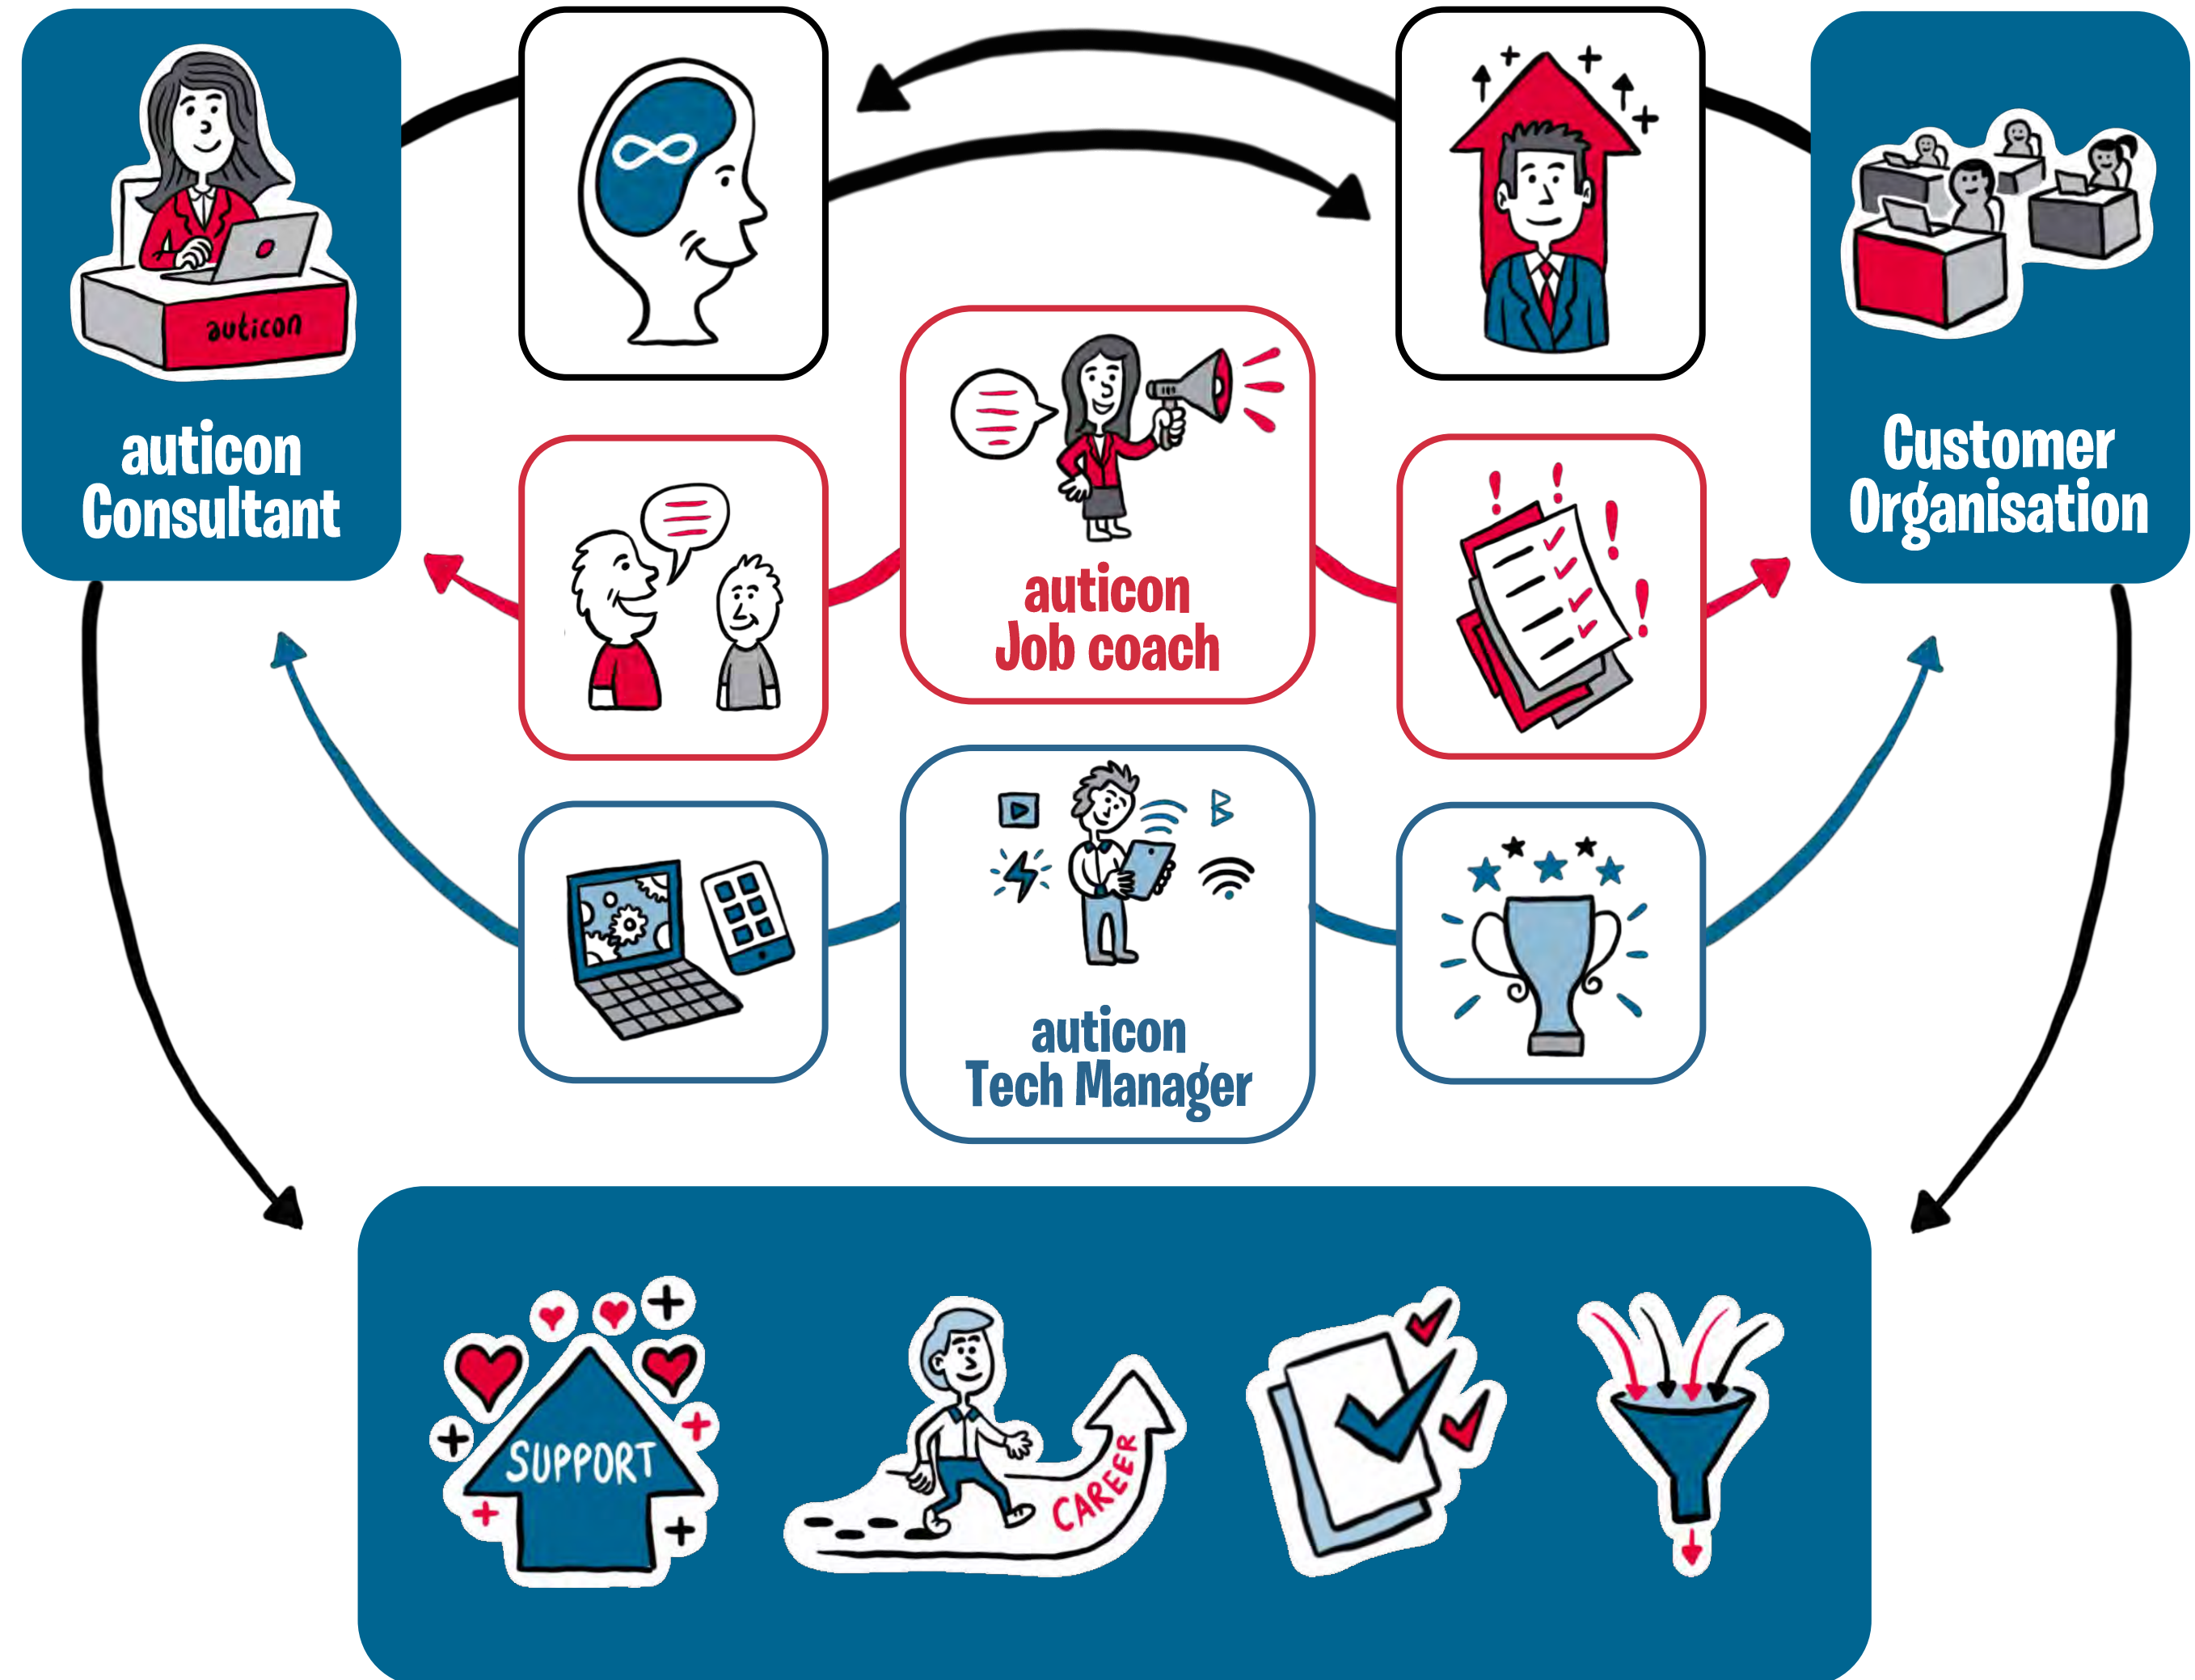 auticon
auticon
Consultant
Customer
Organisation
auticon
Job coach
auticon
Tech Manager
SUPPORT
CAREER